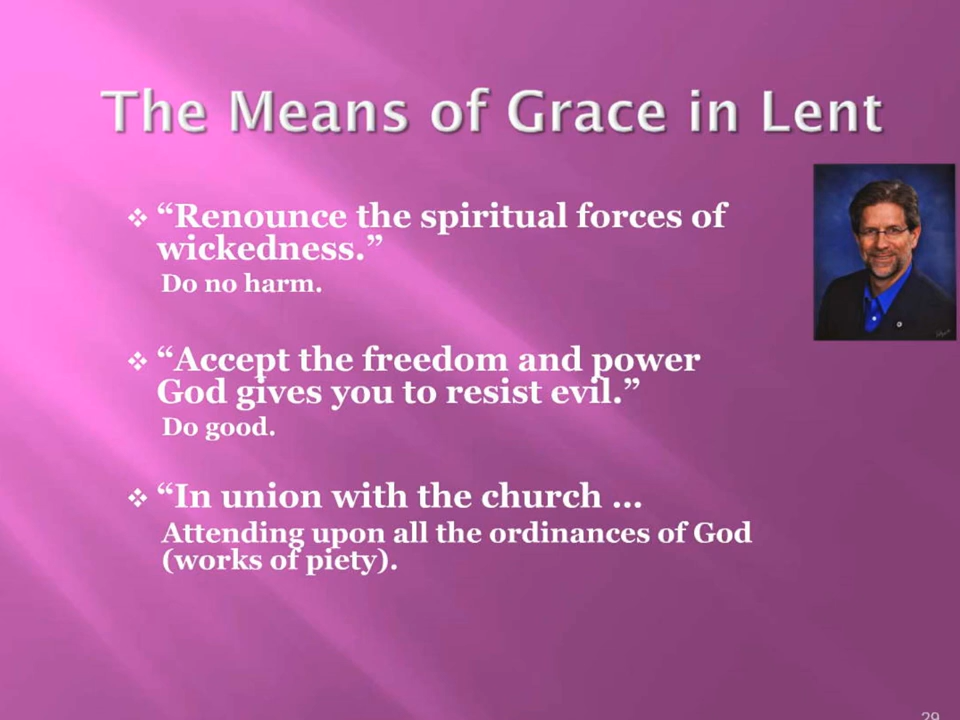 The Means of Grace in Lent
❖ “Renounce the spiritual forces of
wickedness.”
Do no harm.
❖ “Accept the freedom and power
God gives you to resist evil.”
Do good.
❖ “In union with the church ...
Attending upon all the ordinances of God
(works of piety).
29